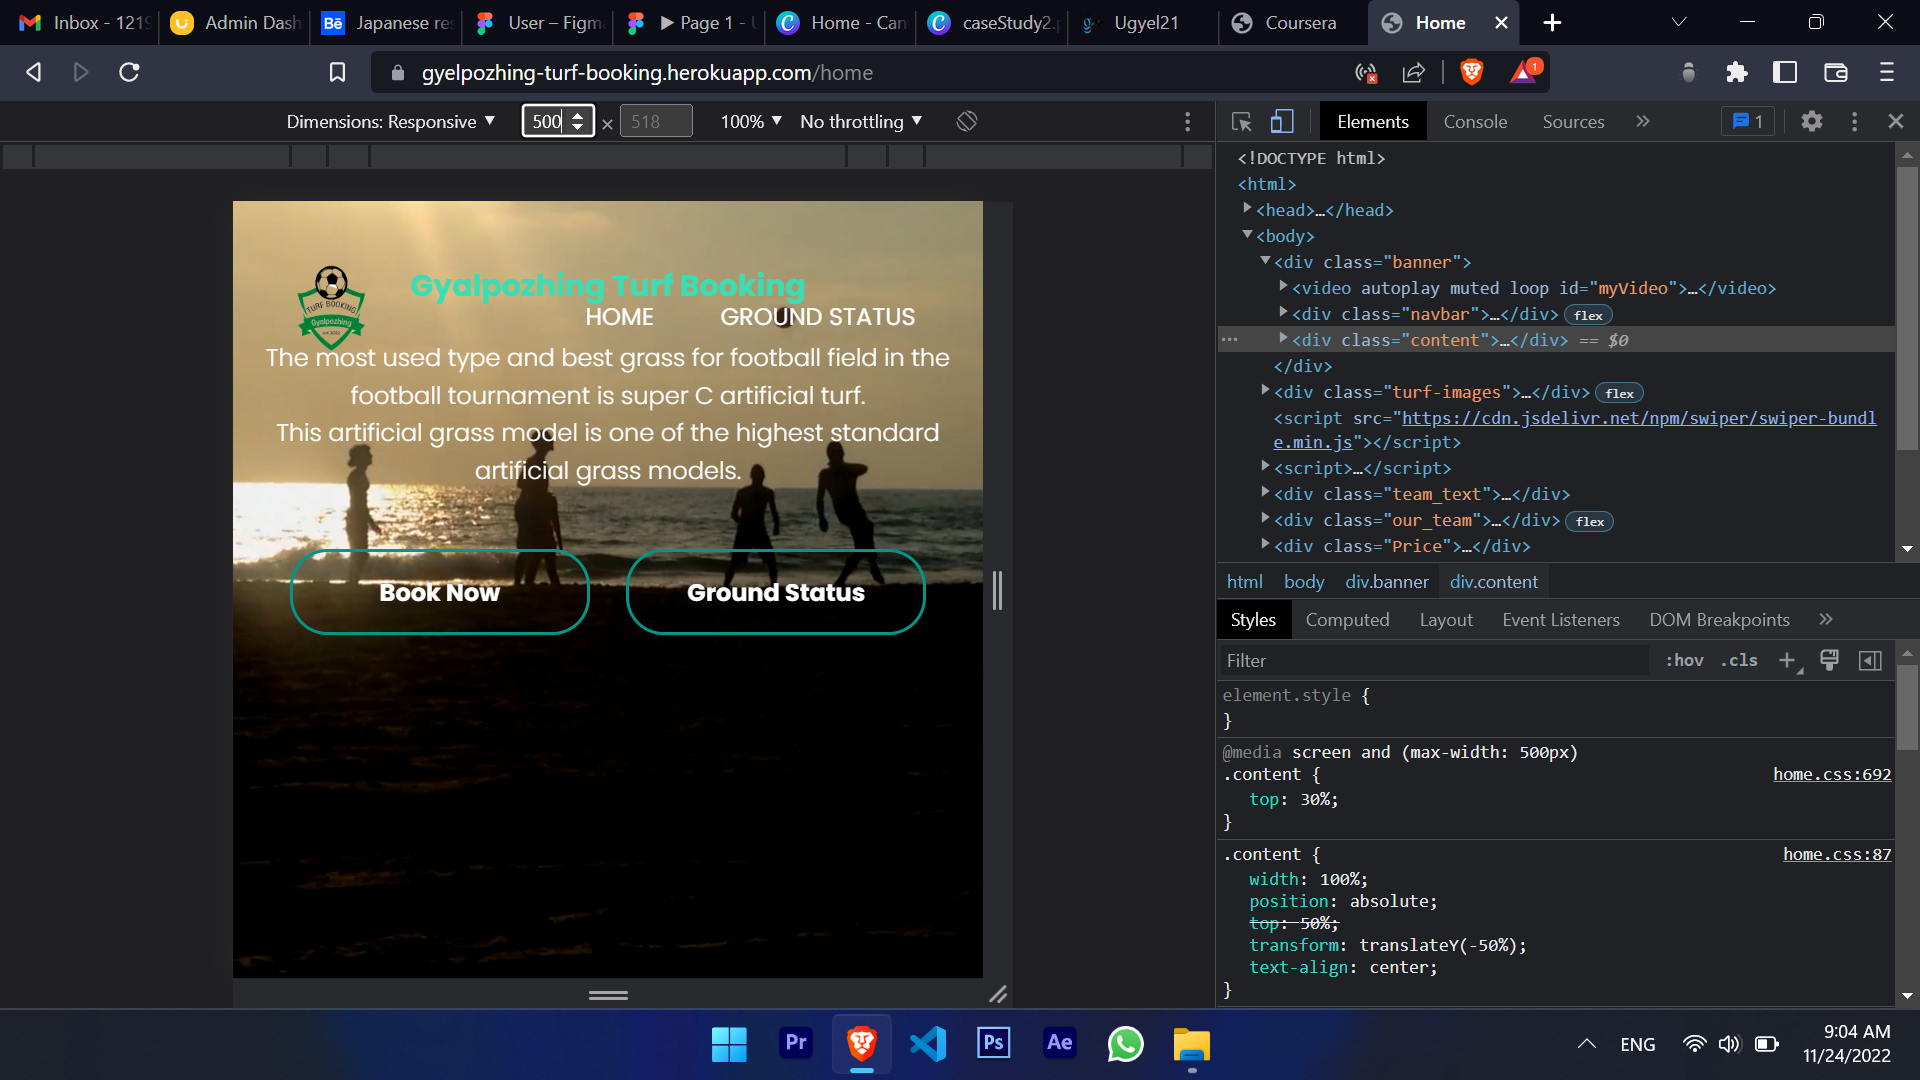 Inbox - 1219
Admin Dash
Japanese res
User – Figma
Page 1 - U
Home - Can
caseStudy2.p
Ugyel21
Coursera
Home
gyelpozhing-turf-booking.herokuapp.com/home
1
Dimensions: Responsive
500
×
518
100%
No throttling
Elements
Console
Sources
1
<!DOCTYPE html>
<html>
<head>…</head>
<body>
<div class="banner">
<video autoplay muted loop id="myVideo">…</video>
<div class="navbar">…</div> flex
<div class="content">…</div> == $0
</div>
<div class="turf-images">…</div> flex
<script src="https://cdn.jsdelivr.net/npm/swiper/swiper-bundl
e.min.js"></script>
<script>…</script>
<div class="team_text">…</div>
<div class="our_team">…</div> flex
<div class="Price">…</div>
html body div.banner div.content
Styles Computed Layout Event Listeners DOM Breakpoints
Filter
:hov .cls
element.style {
}
@media screen and (max-width: 500px)
.content {
home.css:692
top: 30%;
}
.content {
home.css:87
width: 100%;
position: absolute;
top: 50%;
transform: translateY(-50%);
text-align: center;
}
TURF BOOKING
Gyalpozhing
Gyalpozhing Turf Booking
HOME
GROUND STATUS
The most used type and best grass for football field in the
football tournament is super C artificial turf.
This artificial grass model is one of the highest standard
artificial grass models.
Book Now
Ground Status
Pr
Ps
Ae
ENG
9:04 AM
11/24/2022